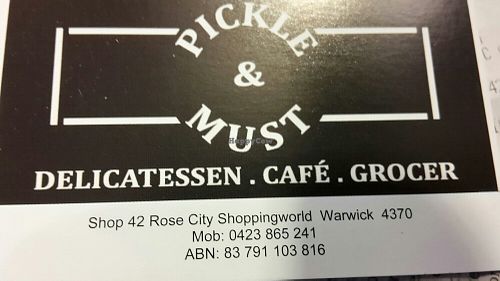 PICKLE
&
MUST
HappyCow
DELICATESSEN . CAFÉ . GROCER
Shop 42 Rose City Shoppingworld Warwick 4370
Mob: 0423 865 241
ABN: 83 791 103 816